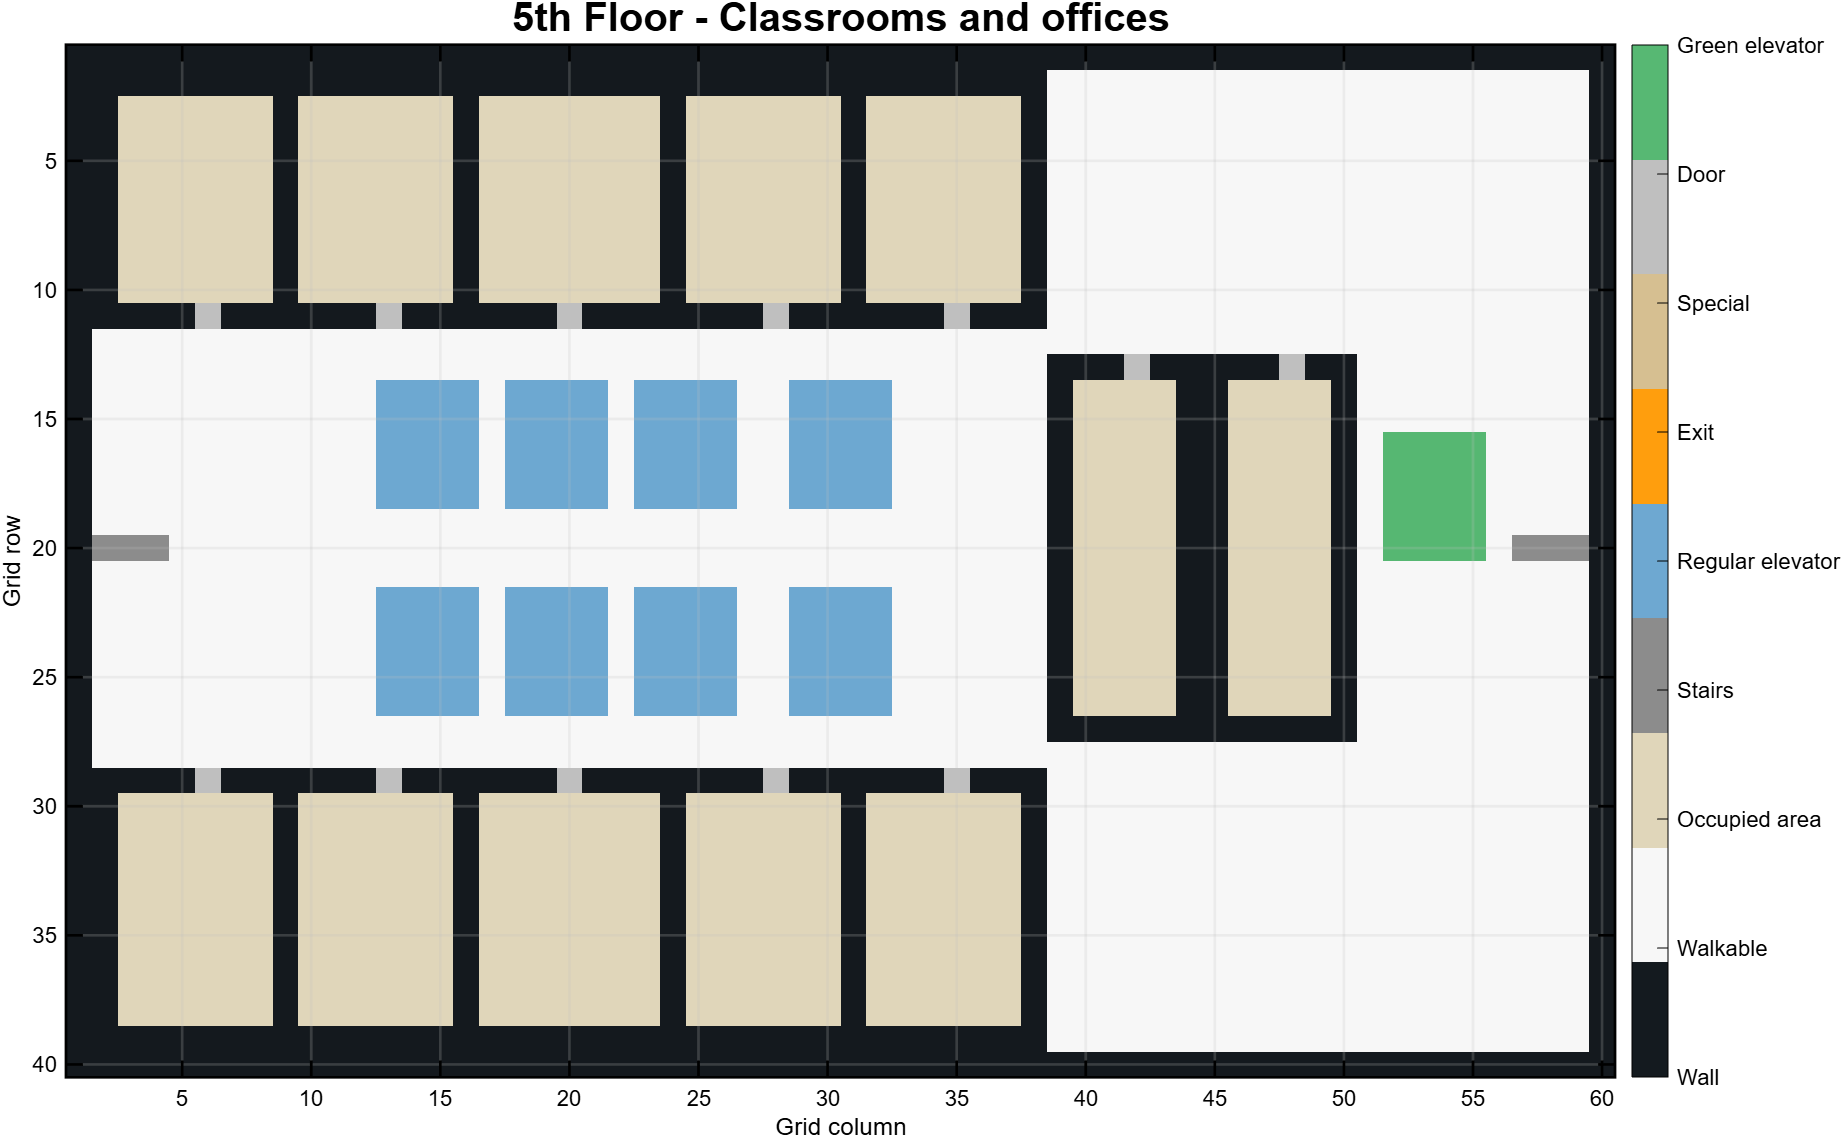 5th Floor - Classrooms and offices
Grid row
5
10
15
20
25
30
35
40
5 10 15 20 25 30 35 40 45 50 55 60
Grid column
Green elevator
Door
Special
Exit
Regular elevator
Stairs
Occupied area
Walkable
Wall